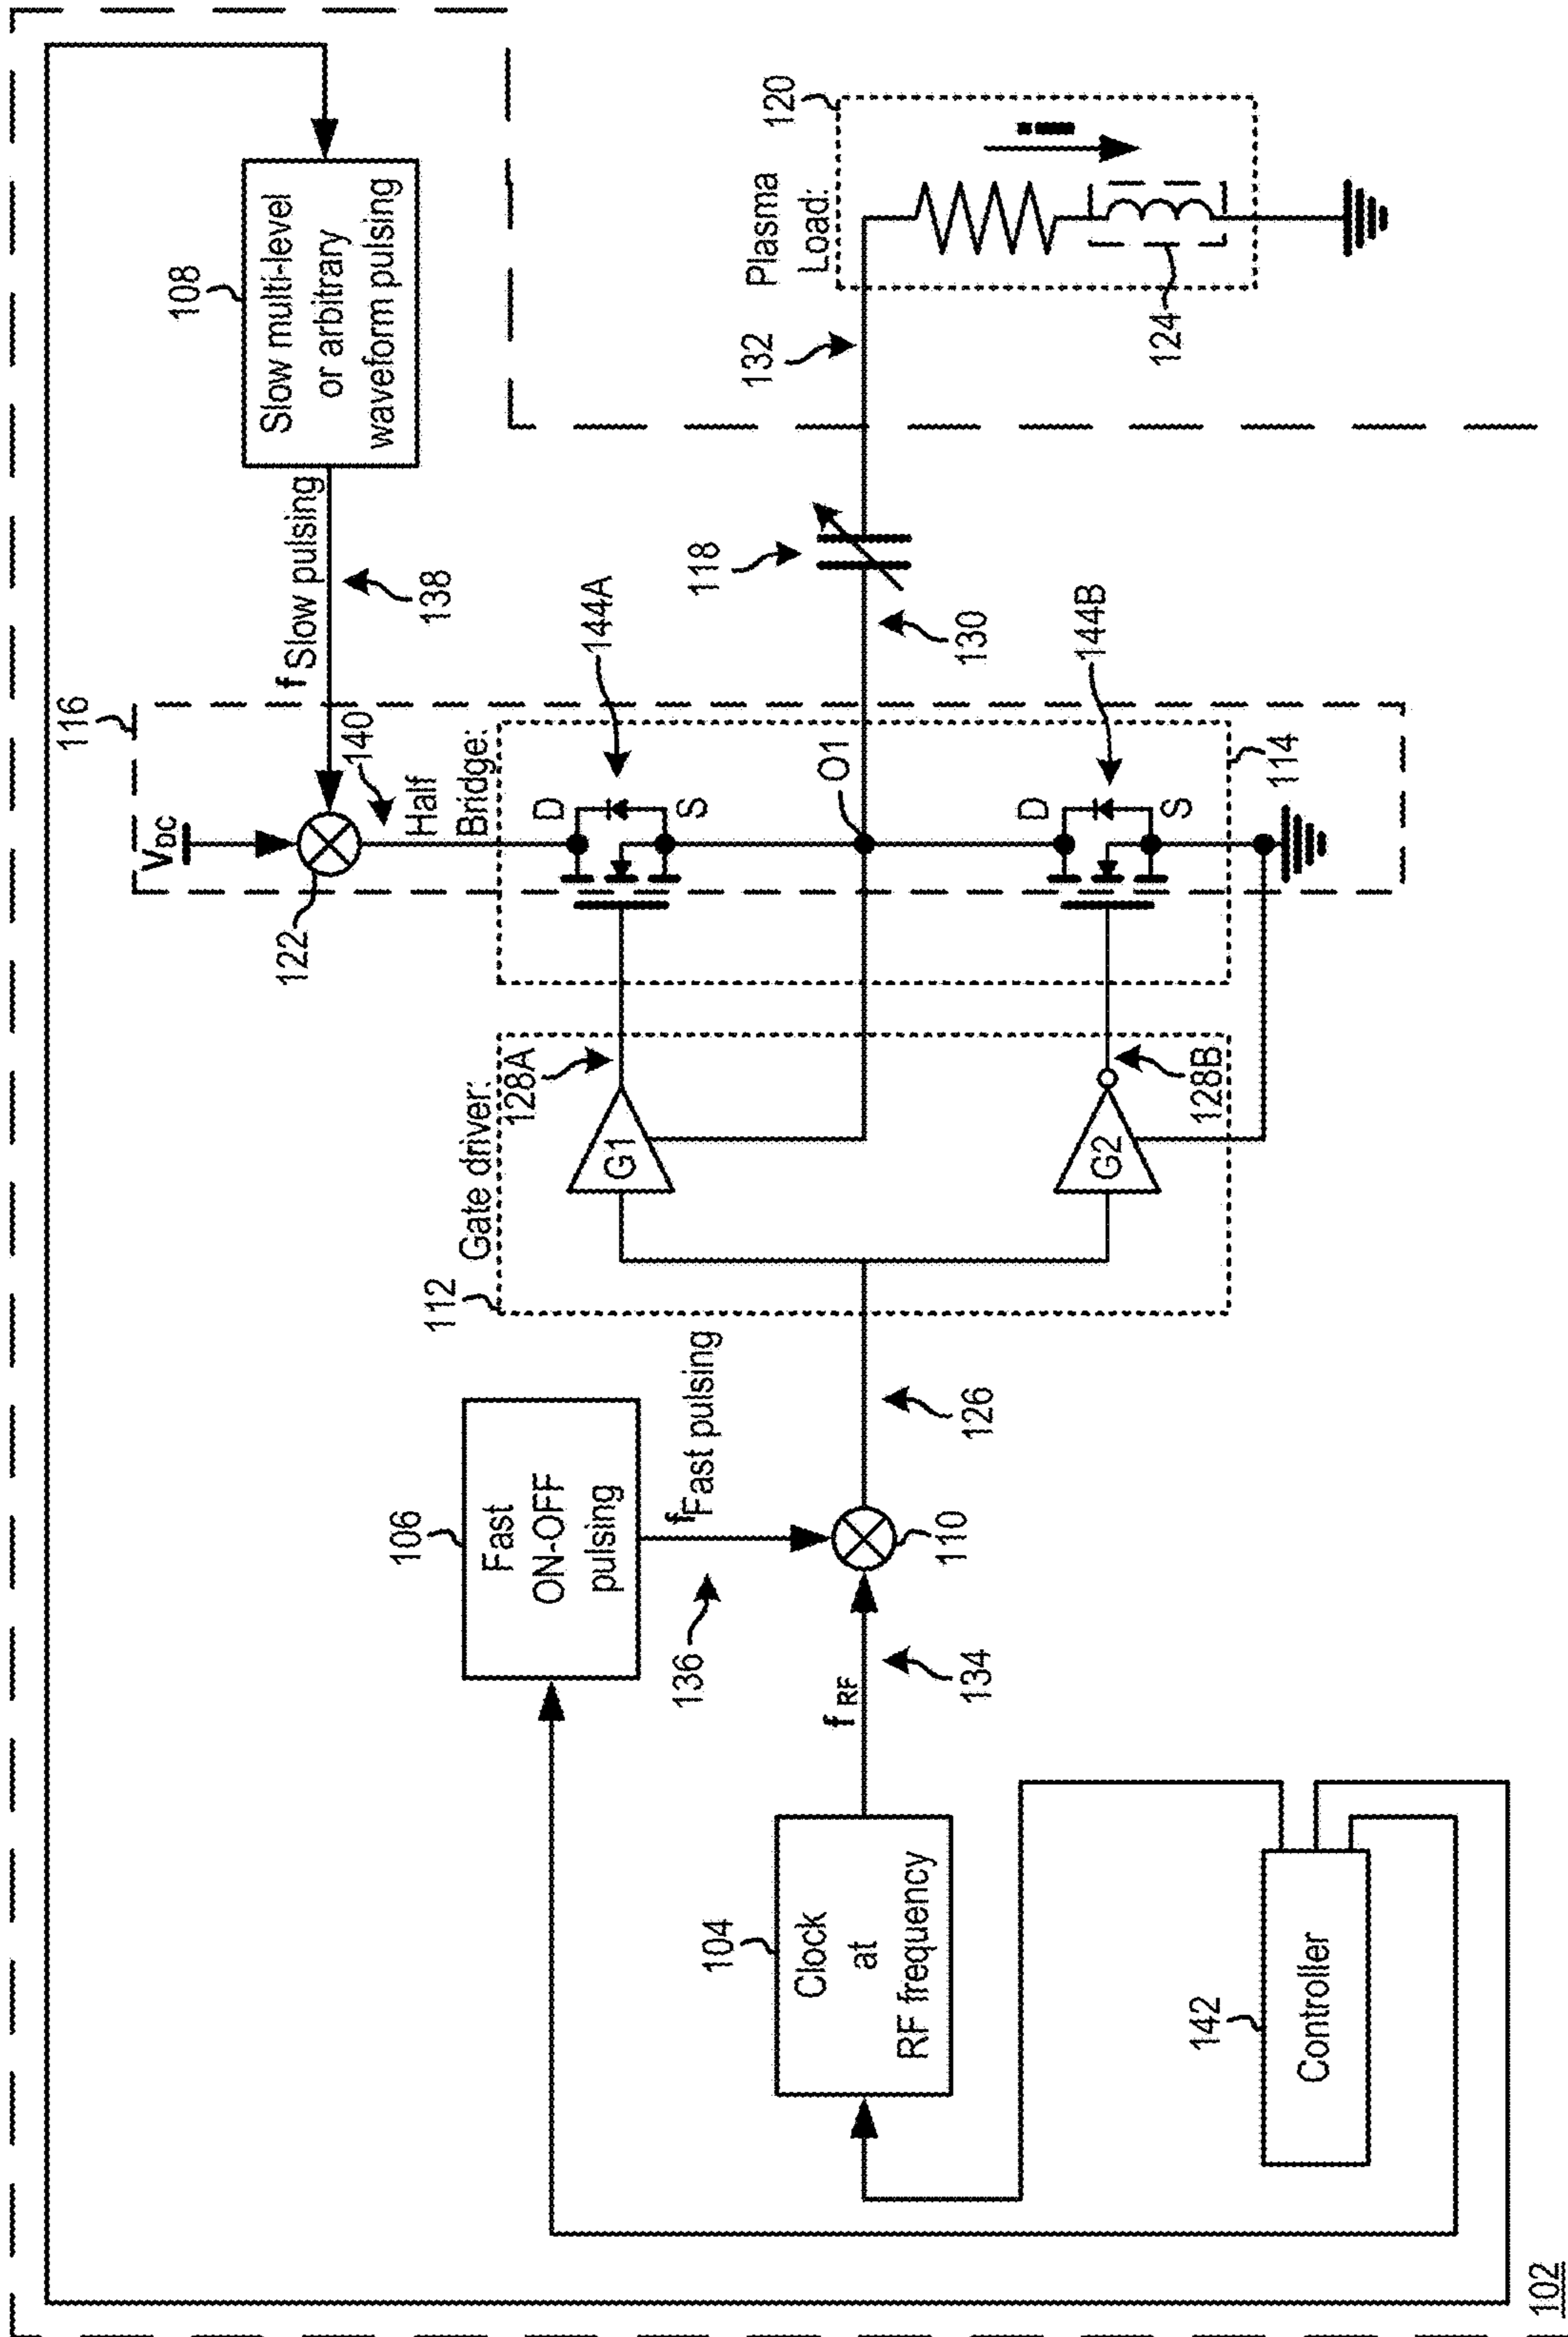 116
V DC
122
140
Half
Bridge:
f Slow pulsing
138
108
Slow multi-level
or arbitrary
waveform pulsing
106
Fast
ON-OFF
pulsing
136
f Fast pulsing
112
Gate driver:
128A
G1
128B
G2
D
S
144A
O1
D
S
144B
114
118
130
132
Plasma
Load:
120
i
124
104
Clock
at
RF frequency
f RF
134
110
126
142
Controller
102